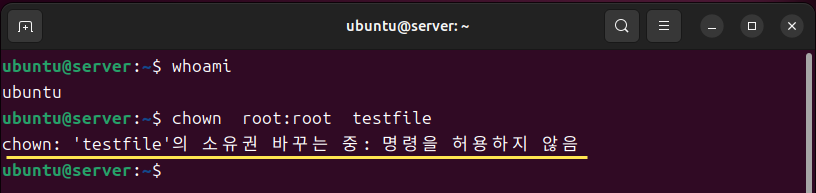 ubuntu@server: ~
ubuntu@server:~$ whoami
ubuntu
ubuntu@server:~$ chown  root:root  testfile
chown: 'testfile'의 소유권 바꾸는 중: 명령을 허용하지 않음
ubuntu@server:~$